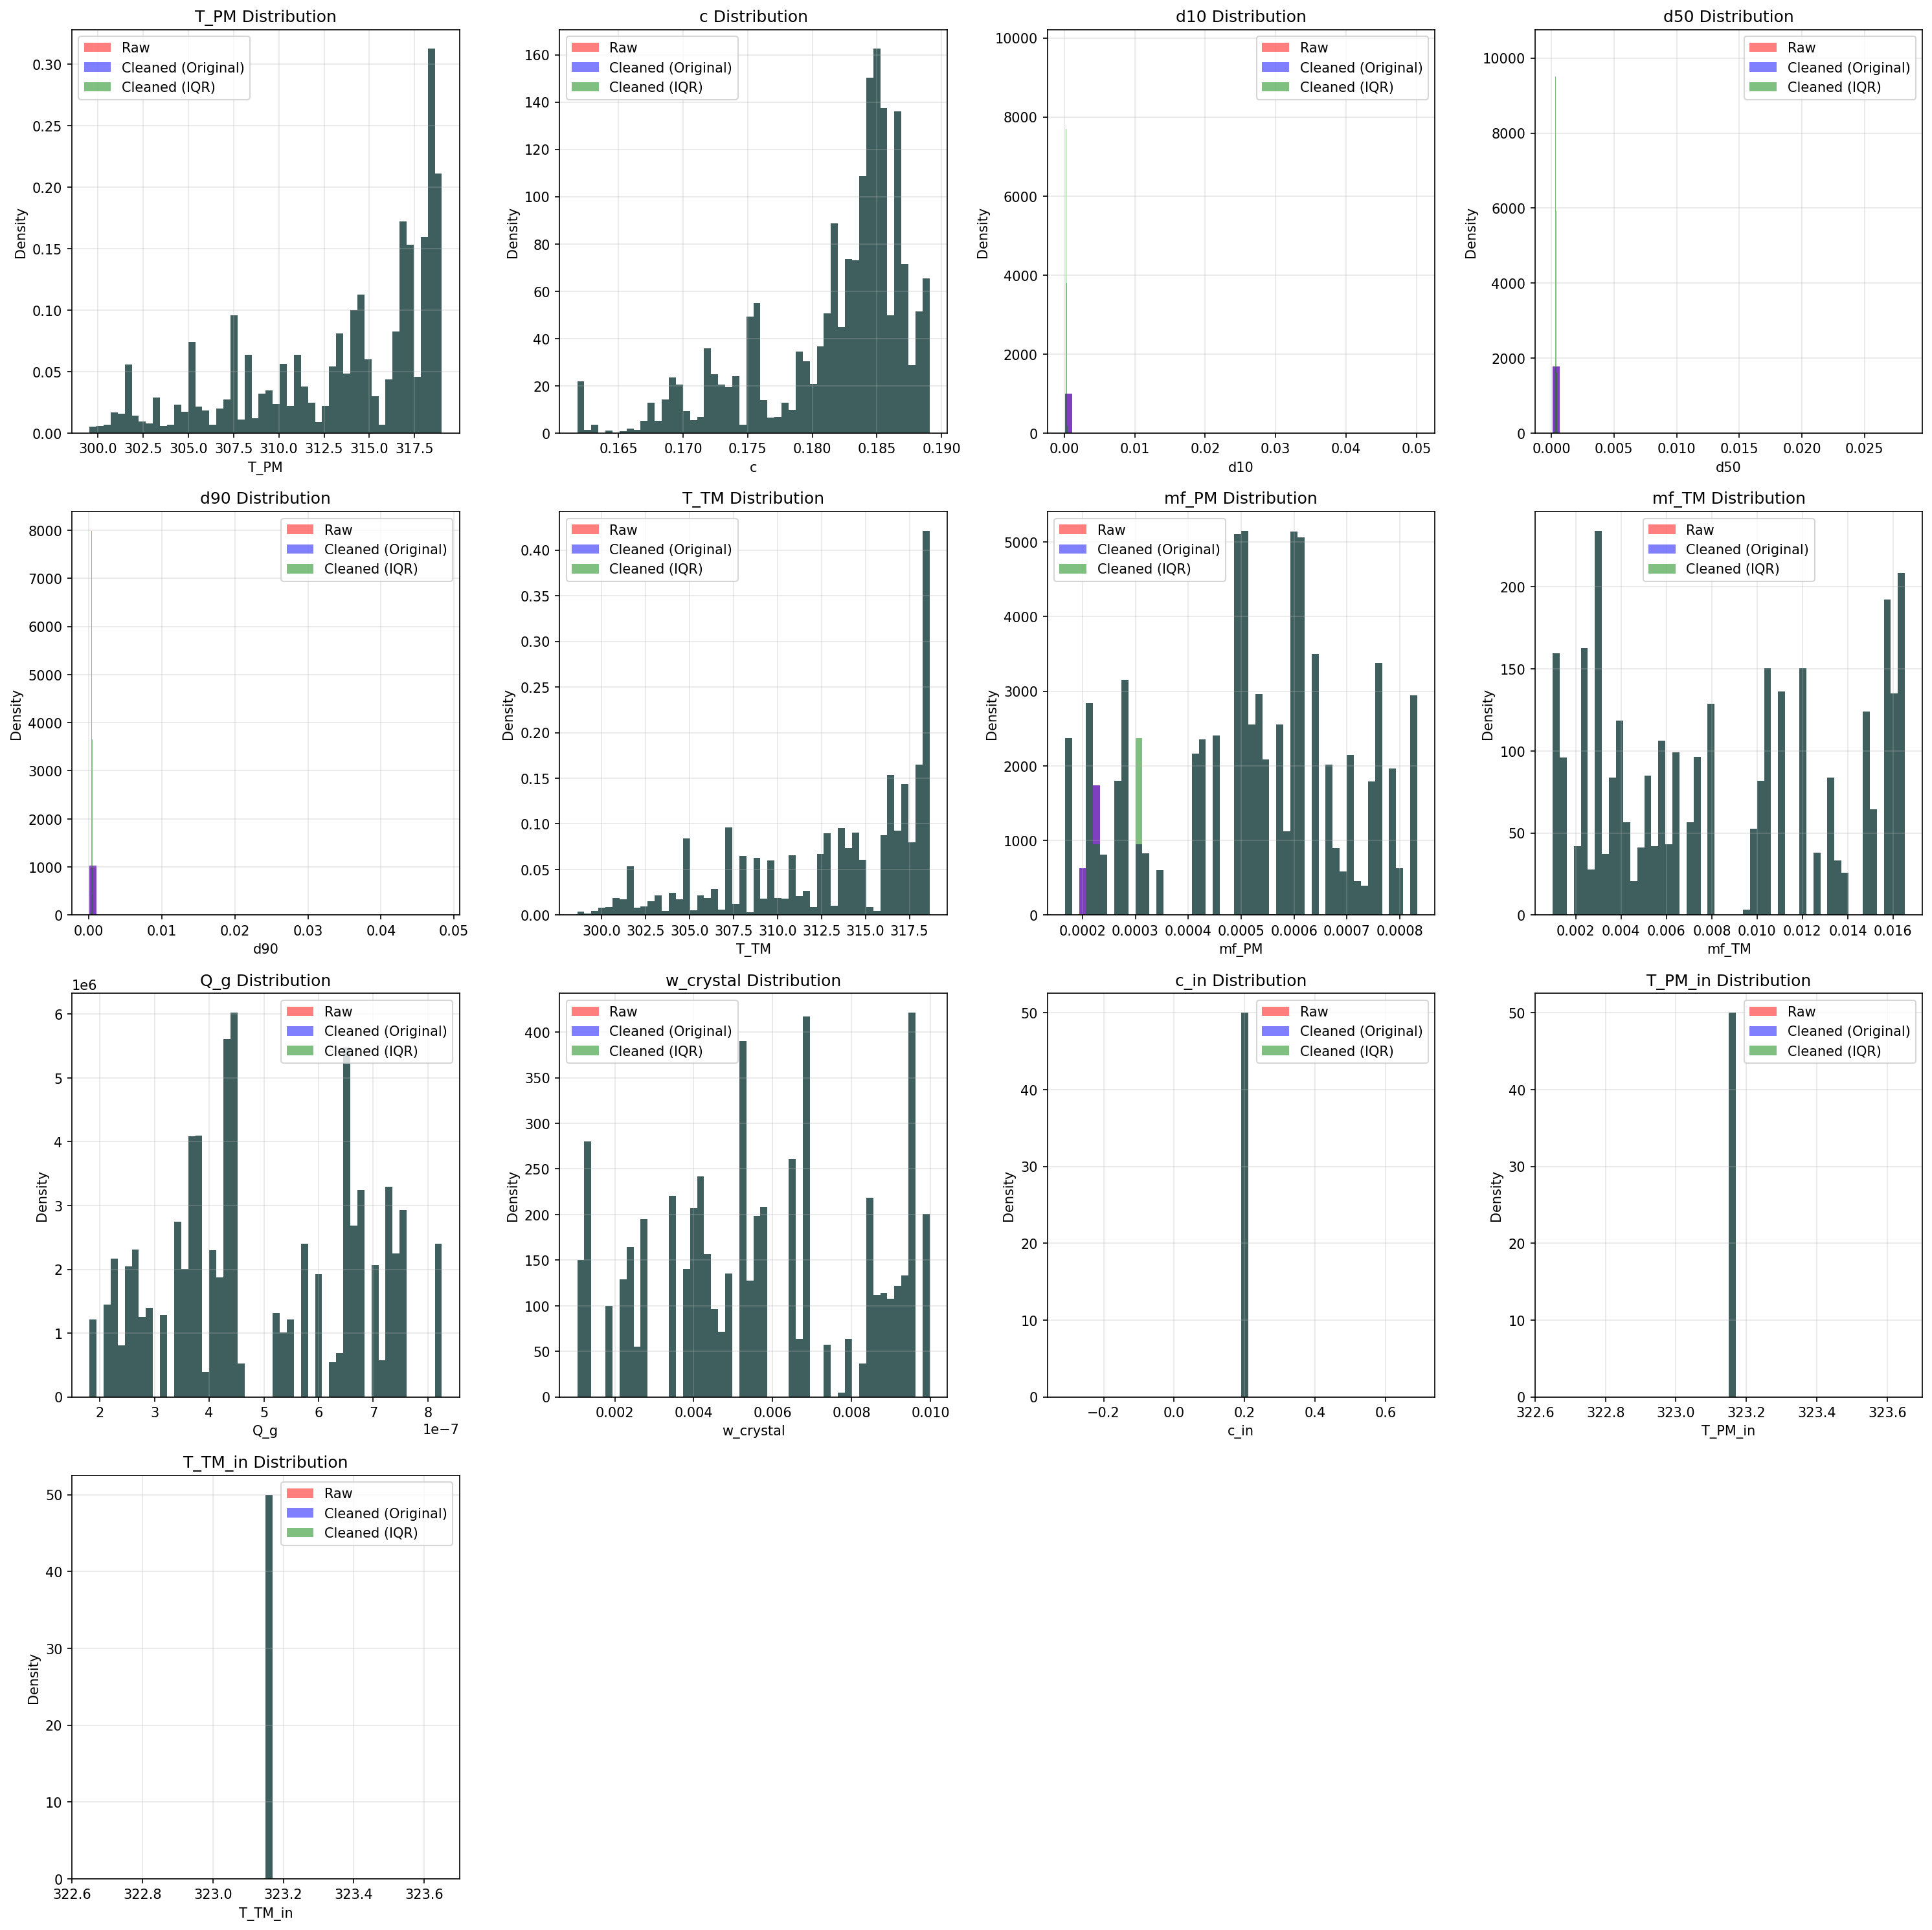 T_PM Distribution
Raw
Cleaned (Original)
Cleaned (IQR)
0.30
0.25
0.20
0.15
0.10
0.05
0.00
Density
300.0 302.5 305.0 307.5 310.0 312.5 315.0 317.5
T_PM
c Distribution
Raw
Cleaned (Original)
Cleaned (IQR)
160
140
120
100
80
60
40
20
0
Density
0.165 0.170 0.175 0.180 0.185 0.190
c
d10 Distribution
Raw
Cleaned (Original)
Cleaned (IQR)
10000
8000
6000
4000
2000
0
Density
0.00 0.01 0.02 0.03 0.04 0.05
d10
d50 Distribution
Raw
Cleaned (Original)
Cleaned (IQR)
10000
8000
6000
4000
2000
0
Density
0.000 0.005 0.010 0.015 0.020 0.025
d50
d90 Distribution
Raw
Cleaned (Original)
Cleaned (IQR)
8000
7000
6000
5000
4000
3000
2000
1000
0
Density
0.00 0.01 0.02 0.03 0.04 0.05
d90
T_TM Distribution
Raw
Cleaned (Original)
Cleaned (IQR)
0.40
0.35
0.30
0.25
0.20
0.15
0.10
0.05
0.00
Density
300.0 302.5 305.0 307.5 310.0 312.5 315.0 317.5
T_TM
mf_PM Distribution
Raw
Cleaned (Original)
Cleaned (IQR)
5000
4000
3000
2000
1000
0
Density
0.0002 0.0003 0.0004 0.0005 0.0006 0.0007 0.0008
mf_PM
mf_TM Distribution
Raw
Cleaned (Original)
Cleaned (IQR)
200
150
100
50
0
Density
0.002 0.004 0.006 0.008 0.010 0.012 0.014 0.016
mf_TM
Q_g Distribution
1e6
Raw
Cleaned (Original)
Cleaned (IQR)
6
5
4
3
2
1
0
Density
2 3 4 5 6 7 8
1e−7
Q_g
w_crystal Distribution
Raw
Cleaned (Original)
Cleaned (IQR)
400
350
300
250
200
150
100
50
0
Density
0.002 0.004 0.006 0.008 0.010
w_crystal
c_in Distribution
Raw
Cleaned (Original)
Cleaned (IQR)
50
40
30
20
10
0
Density
−0.2 0.0 0.2 0.4 0.6
c_in
T_PM_in Distribution
Raw
Cleaned (Original)
Cleaned (IQR)
50
40
30
20
10
0
Density
322.6 322.8 323.0 323.2 323.4 323.6
T_PM_in
T_TM_in Distribution
Raw
Cleaned (Original)
Cleaned (IQR)
50
40
30
20
10
0
Density
322.6 322.8 323.0 323.2 323.4 323.6
T_TM_in